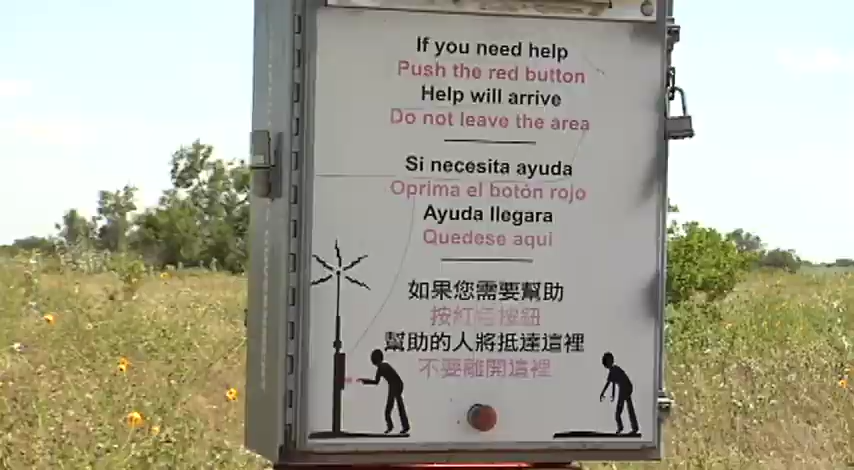 If you need help
Push the red button
Help will arrive
Do not leave the area
Si necesita ayuda
Oprima el botón rojo
Ayuda llegara
Quedese aqui
如果您需要幫助
按紅色按鈕
幫助的人將抵達這裡
不要離開這裡